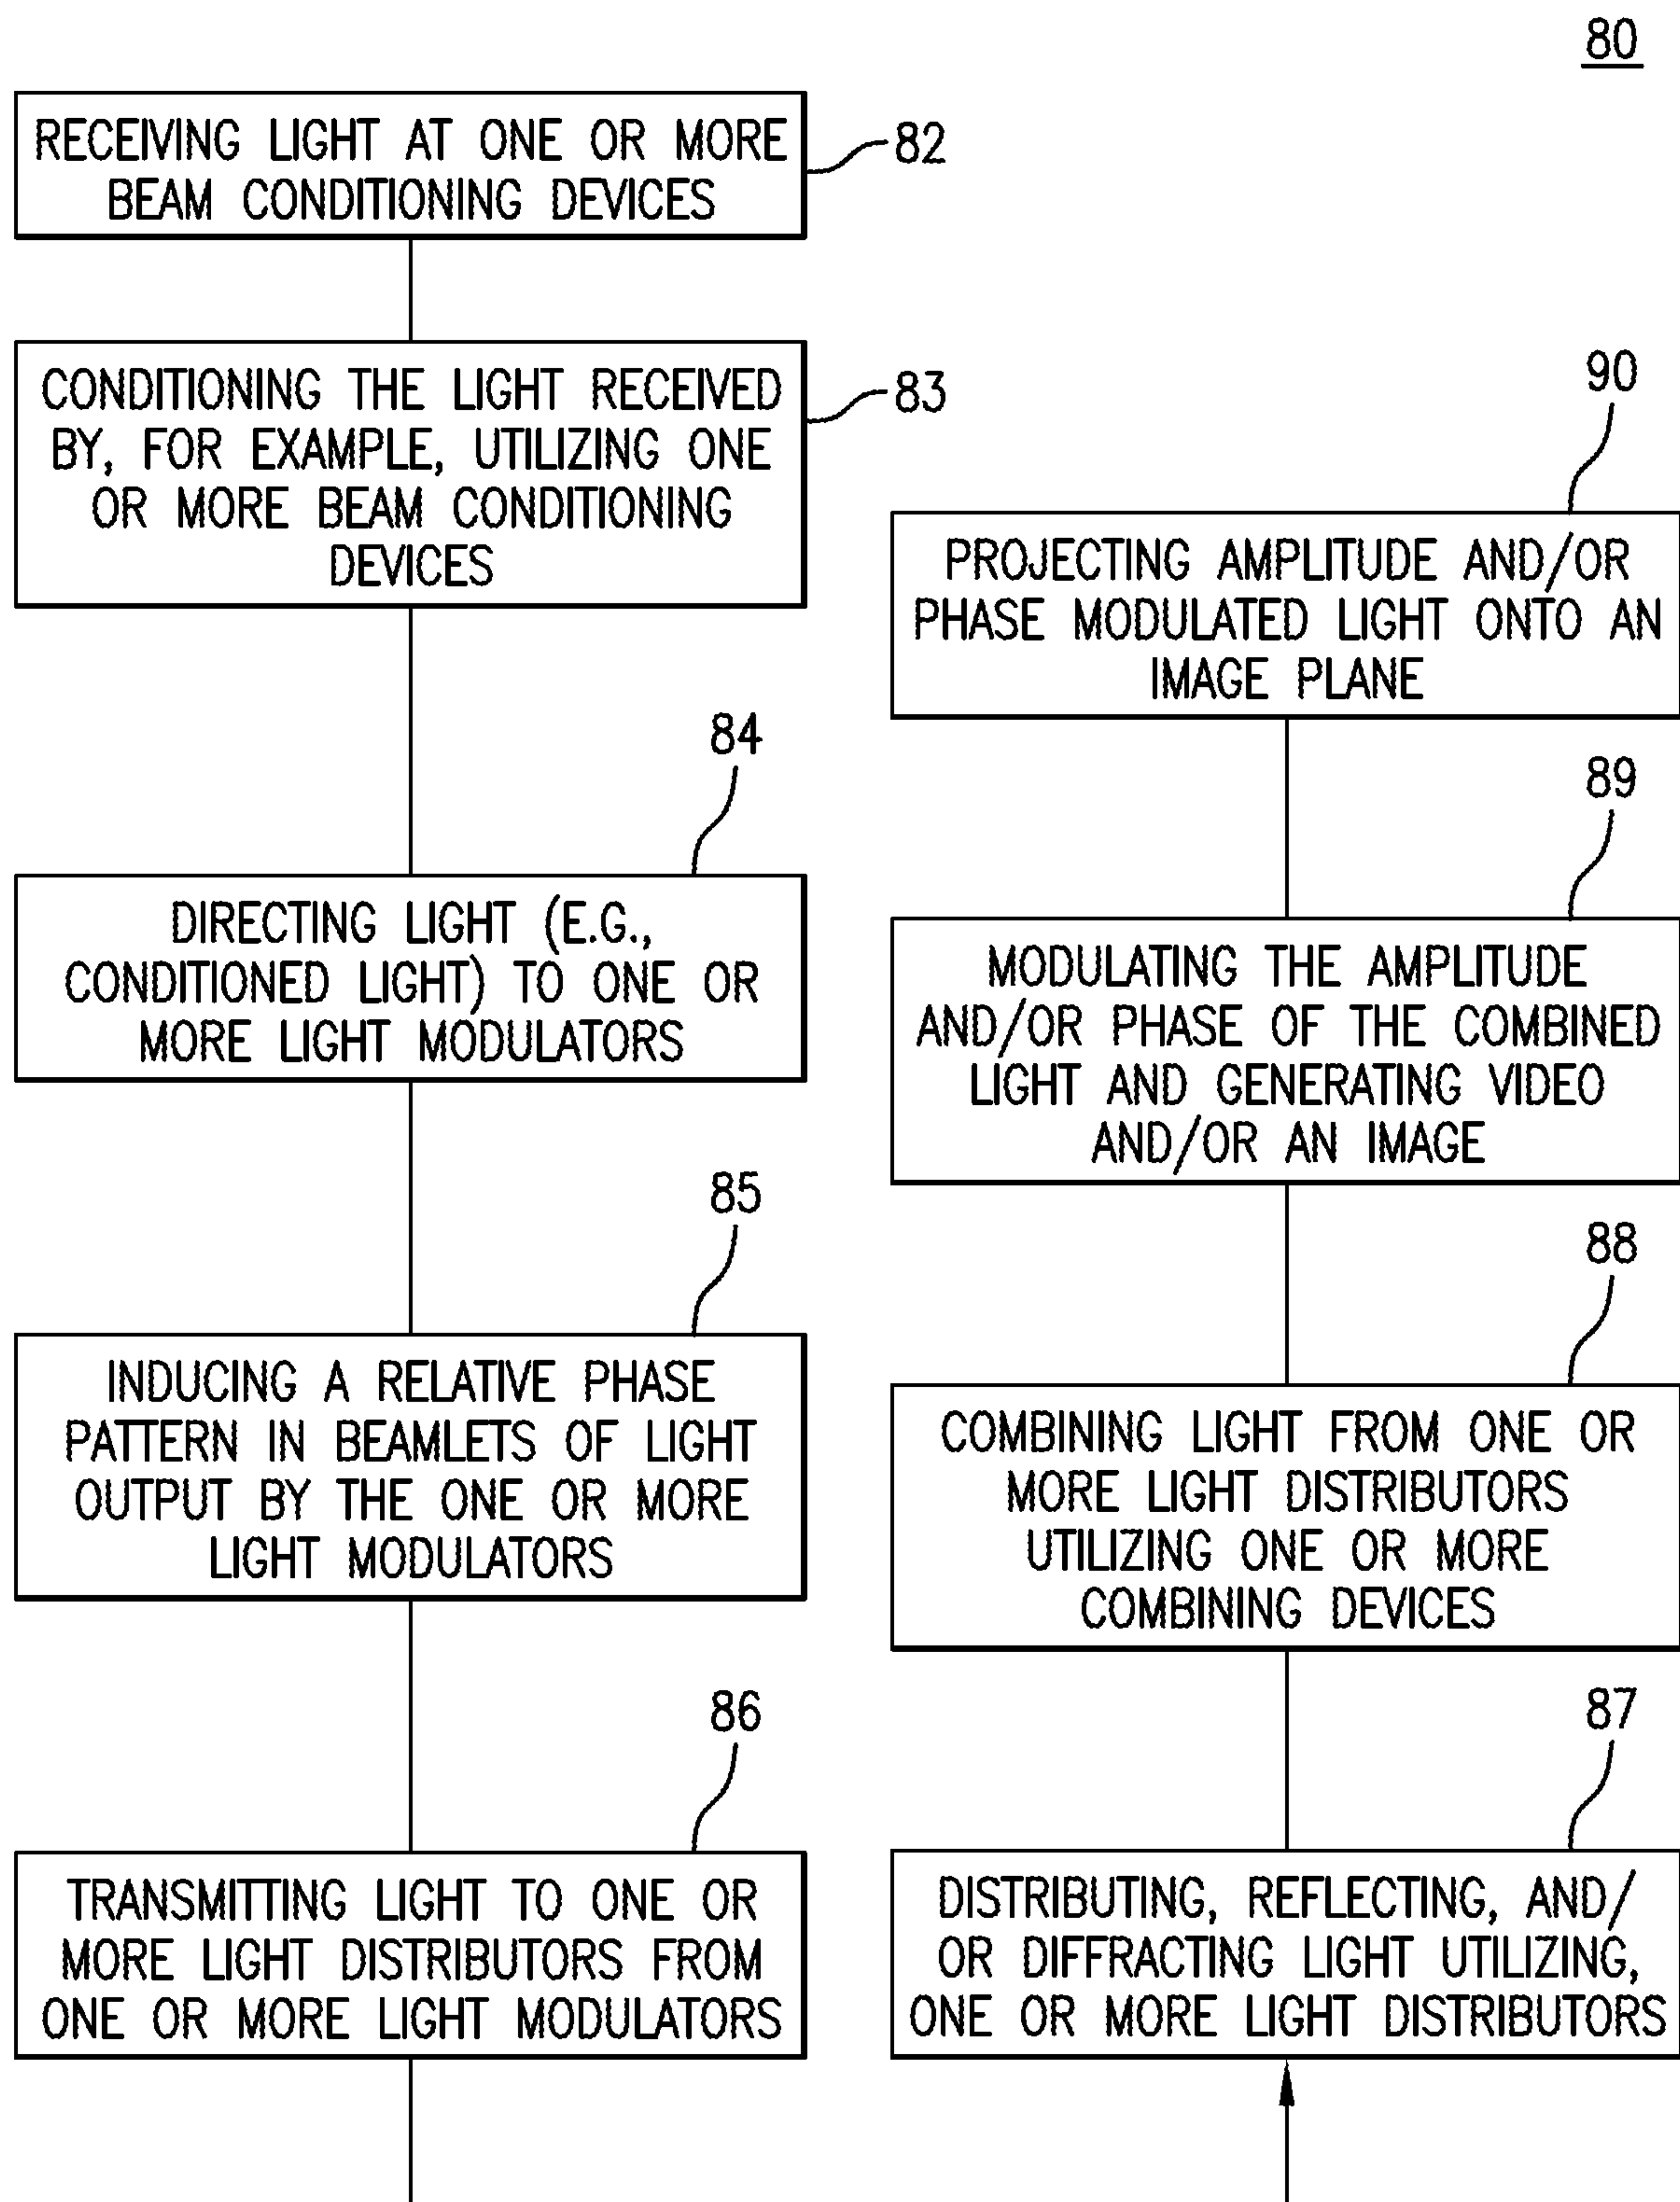 80
RECEIVING LIGHT AT ONE OR MORE
BEAM CONDITIONING DEVICES
82
CONDITIONING THE LIGHT RECEIVED
BY, FOR EXAMPLE, UTILIZING ONE
OR MORE BEAM CONDITIONING
DEVICES
83
84
DIRECTING LIGHT (E.G.,
CONDITIONED LIGHT) TO ONE OR
MORE LIGHT MODULATORS
85
INDUCING A RELATIVE PHASE
PATTERN IN BEAMLETS OF LIGHT
OUTPUT BY THE ONE OR MORE
LIGHT MODULATORS
86
TRANSMITTING LIGHT TO ONE OR
MORE LIGHT DISTRIBUTORS FROM
ONE OR MORE LIGHT MODULATORS
90
PROJECTING AMPLITUDE AND/OR
PHASE MODULATED LIGHT ONTO AN
IMAGE PLANE
89
MODULATING THE AMPLITUDE
AND/OR PHASE OF THE COMBINED
LIGHT AND GENERATING VIDEO
AND/OR AN IMAGE
88
COMBINING LIGHT FROM ONE OR
MORE LIGHT DISTRIBUTORS
UTILIZING ONE OR MORE
COMBINING DEVICES
87
DISTRIBUTING, REFLECTING, AND/
OR DIFFRACTING LIGHT UTILIZING,
ONE OR MORE LIGHT DISTRIBUTORS